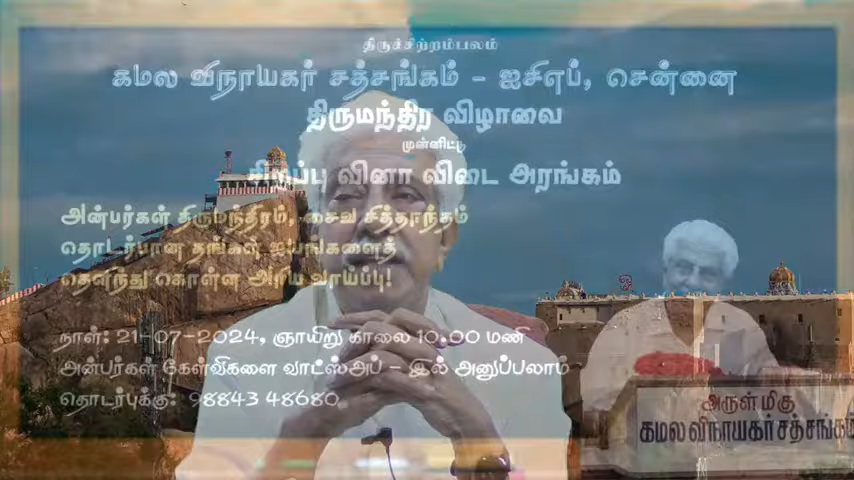 திருச்சிற்றம்பலம்
கமல விநாயகர் சத்சங்கம் - ஐசிஎப், சென்னை
திருமந்திர விழாவை
முன்னிட்டு
சிறப்பு வினா விடை அரங்கம்
அன்பர்கள் திருமந்திரம், சைவ சித்தாந்தம்
தொடர்பான தங்கள் ஐயங்களைத்
தெளிந்து கொள்ள அரிய வாய்ப்பு!
நாள்: 21-07-2024, ஞாயிறு காலை 10.00 மணி
அன்பர்கள் கேள்விகளை வாட்ஸ்அப் - இல் அனுப்பலாம்
தொடர்புக்கு: 98843 48680
அருள் மிகு
கமல விநாயகர் சத்சங்கம்